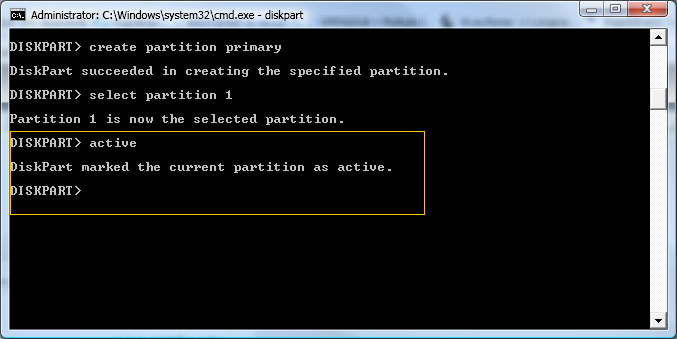 Administrator: C:\Windows\system32\cmd.exe - diskpart
DISKPART> create partition primary
DiskPart succeeded in creating the specified partition.
DISKPART> select partition 1
Partition 1 is now the selected partition.
DISKPART> active
DiskPart marked the current partition as active.
DISKPART>